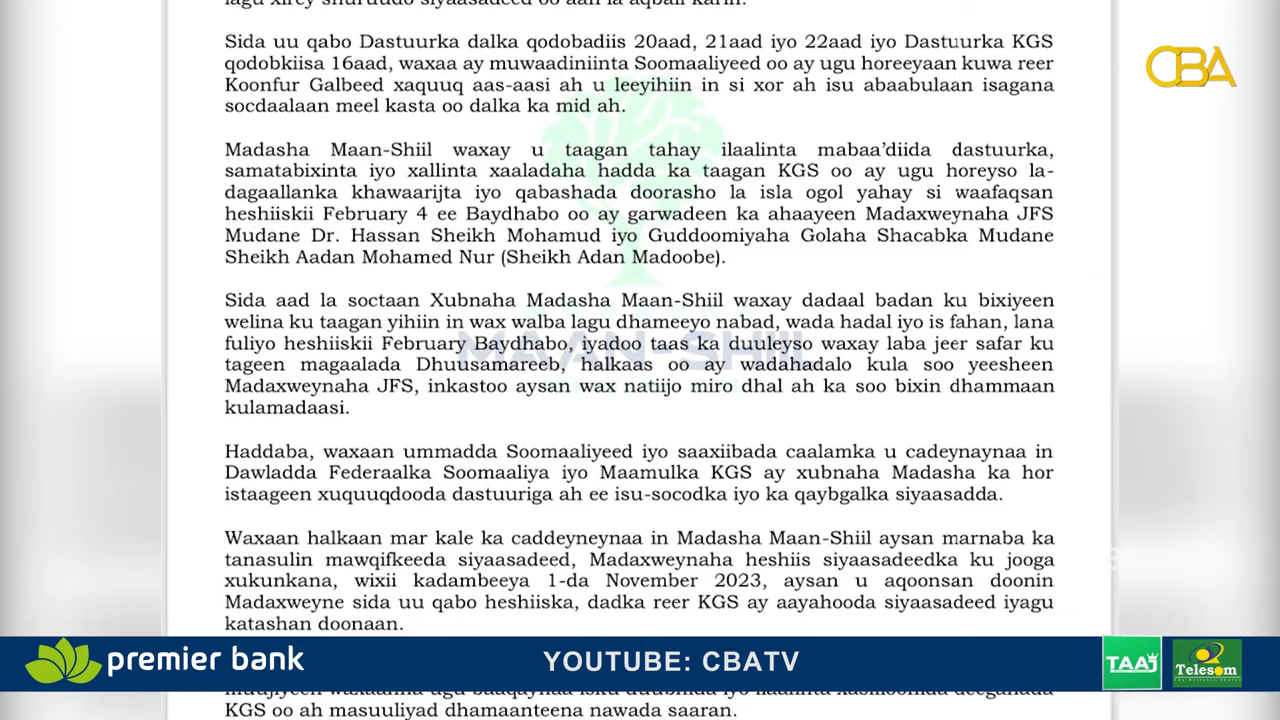 lagu xirey shuruudo siyaasadeed oo aan la aqbali karin.
CBA
Sida uu qabo Dastuurka dalka qodobadiis 20aad, 21aad iyo 22aad iyo Dastuurka KGS
qodobkiisa 16aad, waxaa ay muwaadiniinta Soomaaliyeed oo ay ugu horeeyaan kuwa reer
Koonfur Galbeed xaquuq aas-aasi ah u leeyihiin in si xor ah isu abaabulaan isagana
socdaalaan meel kasta oo dalka ka mid ah.
Madasha Maan-Shiil waxay u taagan tahay ilaalinta mabaa’diida dastuurka,
samatabixinta iyo xallinta xaaladaha hadda ka taagan KGS oo ay ugu horeyso la-
dagaallanka khawaarijta iyo qabashada doorasho la isla ogol yahay si waafaqsan
heshiiskii February 4 ee Baydhabo oo ay garwadeen ka ahaayeen Madaxweynaha JFS
Mudane Dr. Hassan Sheikh Mohamud iyo Guddoomiyaha Golaha Shacabka Mudane
Sheikh Aadan Mohamed Nur (Sheikh Adan Madoobe).
Sida aad la soctaan Xubnaha Madasha Maan-Shiil waxay dadaal badan ku bixiyeen
welina ku taagan yihiin in wax walba lagu dhameeyo nabad, wada hadal iyo is fahan, lana
fuliyo heshiiskii February Baydhabo, iyadoo taas ka duuleyso waxay laba jeer safar ku
tageen magaalada Dhuusamareeb, halkaas oo ay wadahadalo kula soo yeesheen
Madaxweynaha JFS, inkastoo aysan wax natiijo miro dhal ah ka soo bixin dhammaan
kulamadaasi.
MAAN-SHIIL
Haddaba, waxaan ummadda Soomaaliyeed iyo saaxiibada caalamka u cadeynaynaa in
Dawladda Federaalka Soomaaliya iyo Maamulka KGS ay xubnaha Madasha ka hor
istaageen xuquuqdooda dastuuriga ah ee isu-socodka iyo ka qaybgalka siyaasadda.
Waxaan halkaan mar kale ka caddeyneynaa in Madasha Maan-Shiil aysan marnaba ka
tanasulin mawqifkeeda siyaasadeed, Madaxweynaha heshiis siyaasadeedka ku jooga
xukunkana, wixii kadambeeya 1-da November 2023, aysan u aqoonsan doonin
Madaxweyne sida uu qabo heshiiska, dadka reer KGS ay aayahooda siyaasadeed iyagu
katashan doonaan.
premier bank
YOUTUBE: CBATV
TAAJ
Telesom
KGS oo ah masuuliyad dhamaanteena nawada saaran.